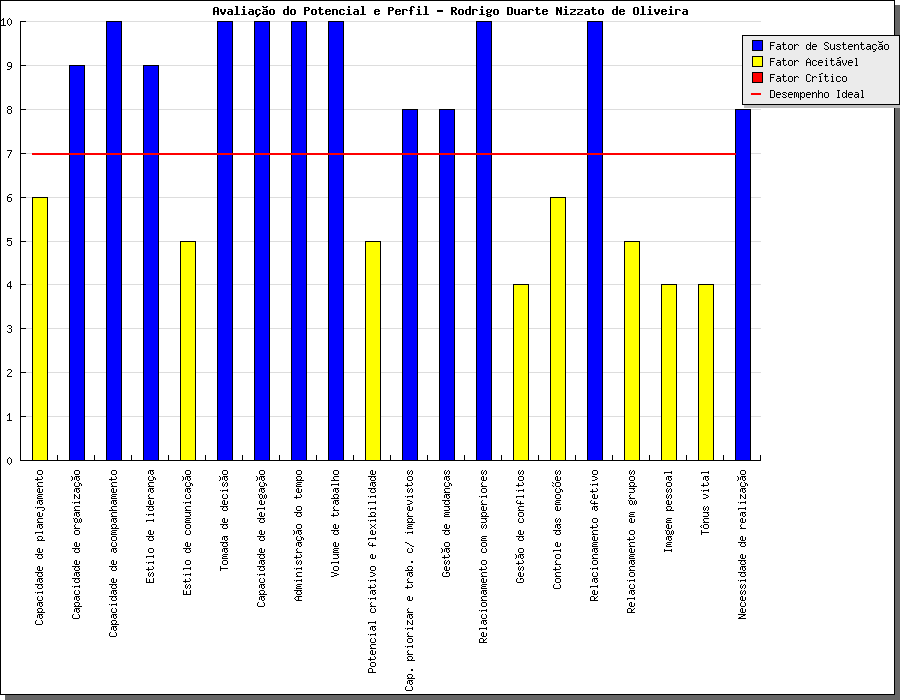 Avaliação do Potencial e Perfil - Rodrigo Duarte Nizzato de Oliveira
Fator de Sustentação
Fator Aceitável
Fator Crítico
Desempenho Ideal
10
9
8
7
6
5
4
3
2
1
0
Capacidade de planejamento
Capacidade de organização
Capacidade de acompanhamento
Estilo de liderança
Estilo de comunicação
Tomada de decisão
Capacidade de delegação
Administração do tempo
Volume de trabalho
Potencial criativo e flexibilidade
Cap. priorizar e trab. c/ imprevistos
Gestão de mudanças
Relacionamento com superiores
Gestão de conflitos
Controle das emoções
Relacionamento afetivo
Relacionamento em grupos
Imagem pessoal
Tônus vital
Necessidade de realização